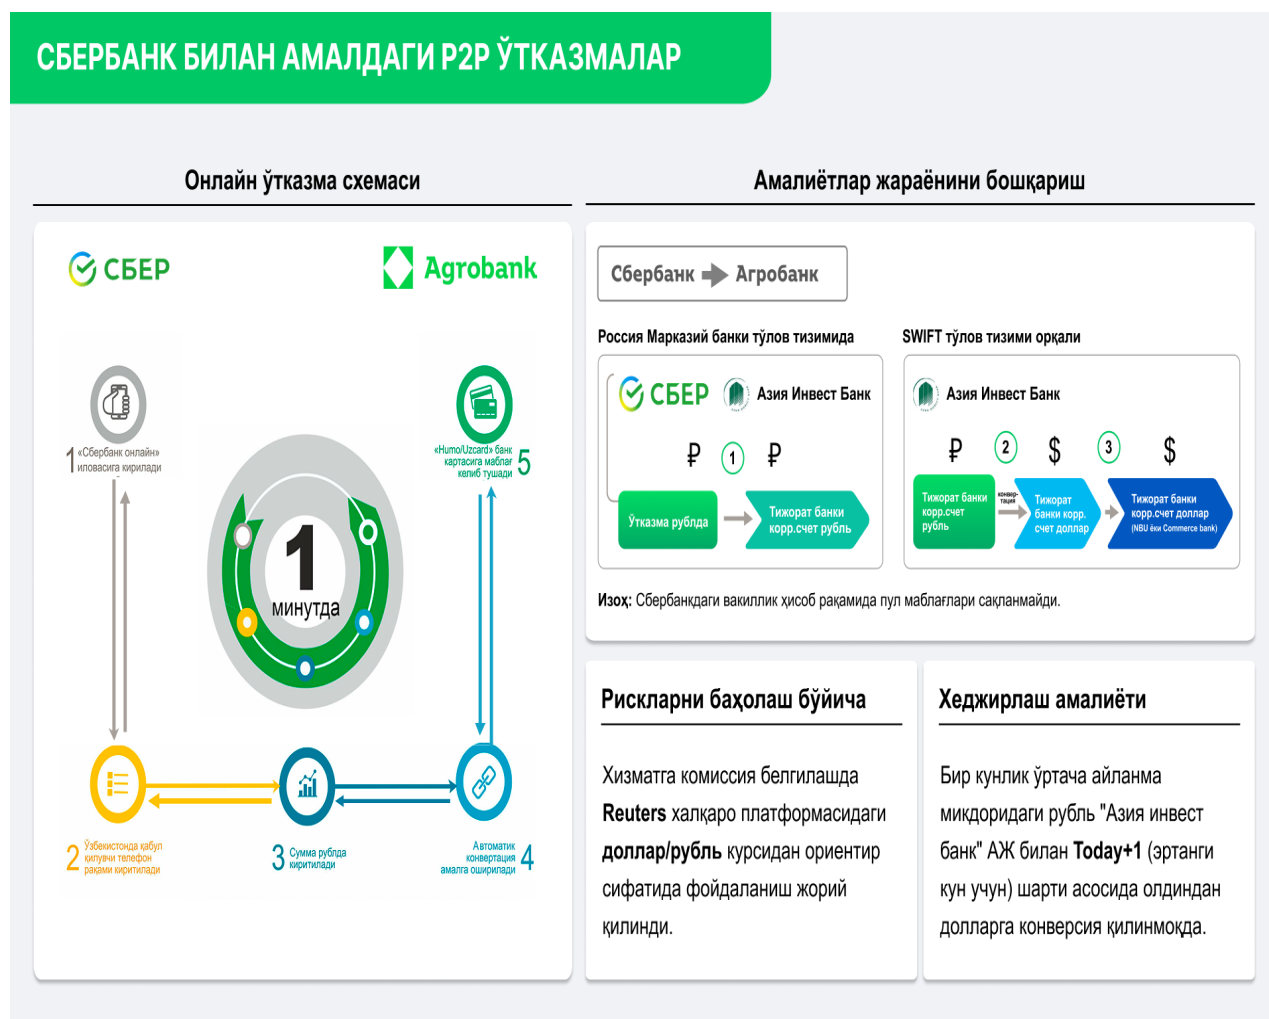 СБЕРБАНК БИЛАН АМАЛДАГИ P2P ЎТКАЗМАЛАР
Онлайн ўтказма схемаси
СБЕР
Agrobank
1 «Сбербанк онлайн»
иловасига кирилади
«Humo/Uzcard» банк
картасига маблағ
келиб тушади 5
1
минутда
2 Ўзбекистонда қабул
қилувчи телефон
рақами киритилади
3 Сумма рублда
киритилади
Автоматик
конвертация
амалга оширилади 4
Амалиётлар жараёнини бошқариш
Сбербанк Агробанк
Россия Марказий банки тўлов тизимида
СБЕР
Азия Инвест Банк
₽ 1 ₽
Ўтказма рублда
Тижорат банки
корр.счет рубль
SWIFT тўлов тизими орқали
Азия Инвест Банк
₽ 2 $ 3 $
Тижорат банки
корр.счет
рубль
конвер-
тация
Тижорат
банки корр.
счет доллар
Тижорат банки
корр.счет доллар
(NBU ёки Commerce bank)
Изоҳ: Сбербанкдаги вакиллик ҳисоб рақамида пул маблағлари сақланмайди.
Рискларни баҳолаш бўйича
Хизматга комиссия белгилашда
Reuters халқаро платформасидаги
доллар/рубль курсидан ориентир
сифатида фойдаланиш жорий
қилинди.
Хеджирлаш амалиёти
Бир кунлик ўртача айланма
микдоридаги рубль "Азия инвест
банк" АЖ билан Today+1 (эртанги
кун учун) шарти асосида олдиндан
долларга конверсия қилинмоқда.